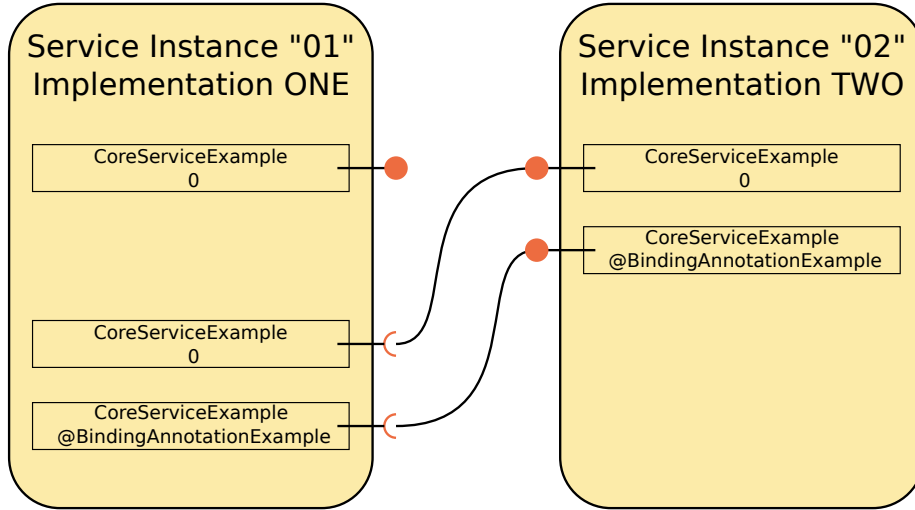 Service Instance "01"
Implementation ONE
CoreServiceExample
0
CoreServiceExample
0
CoreServiceExample
@BindingAnnotationExample
Service Instance "02"
Implementation TWO
CoreServiceExample
0
CoreServiceExample
@BindingAnnotationExample